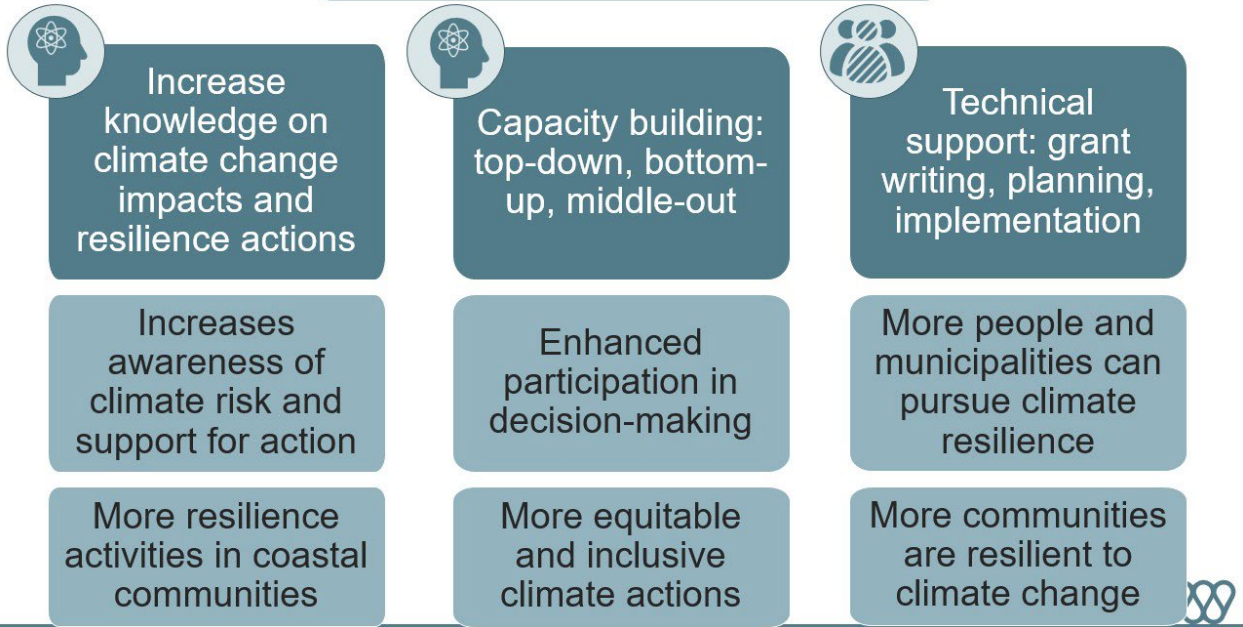 Increase
knowledge on
climate change
impacts and
resilience actions
Capacity building:
top-down, bottom-
up, middle-out
Technical
support: grant
writing, planning,
implementation
Increases
awareness of
climate risk and
support for action
Enhanced
participation in
decision-making
More people and
municipalities can
pursue climate
resilience
More resilience
activities in coastal
communities
More equitable
and inclusive
climate actions
More communities
are resilient to
climate change